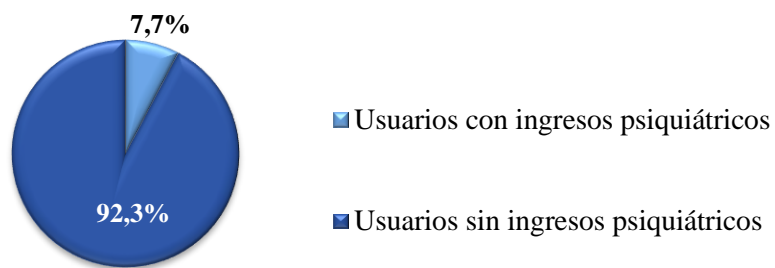 7,7%
Usuarios con ingresos psiquiátricos
92,3%
Usuarios sin ingresos psiquiátricos